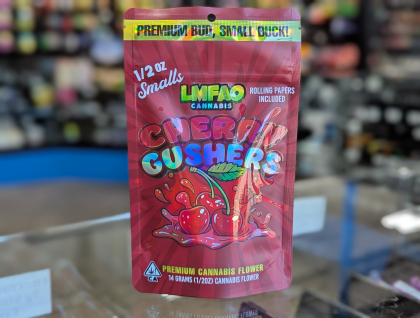 PREMIUM BUD, SMALL BUCK!
1/2 oz
Smalls
LMFAO
CANNABIS
ROLLING PAPERS
INCLUDED
CHERRY
GUSHERS
CA
PREMIUM CANNABIS FLOWER
14 GRAMS (1/2OZ) CANNABIS FLOWER